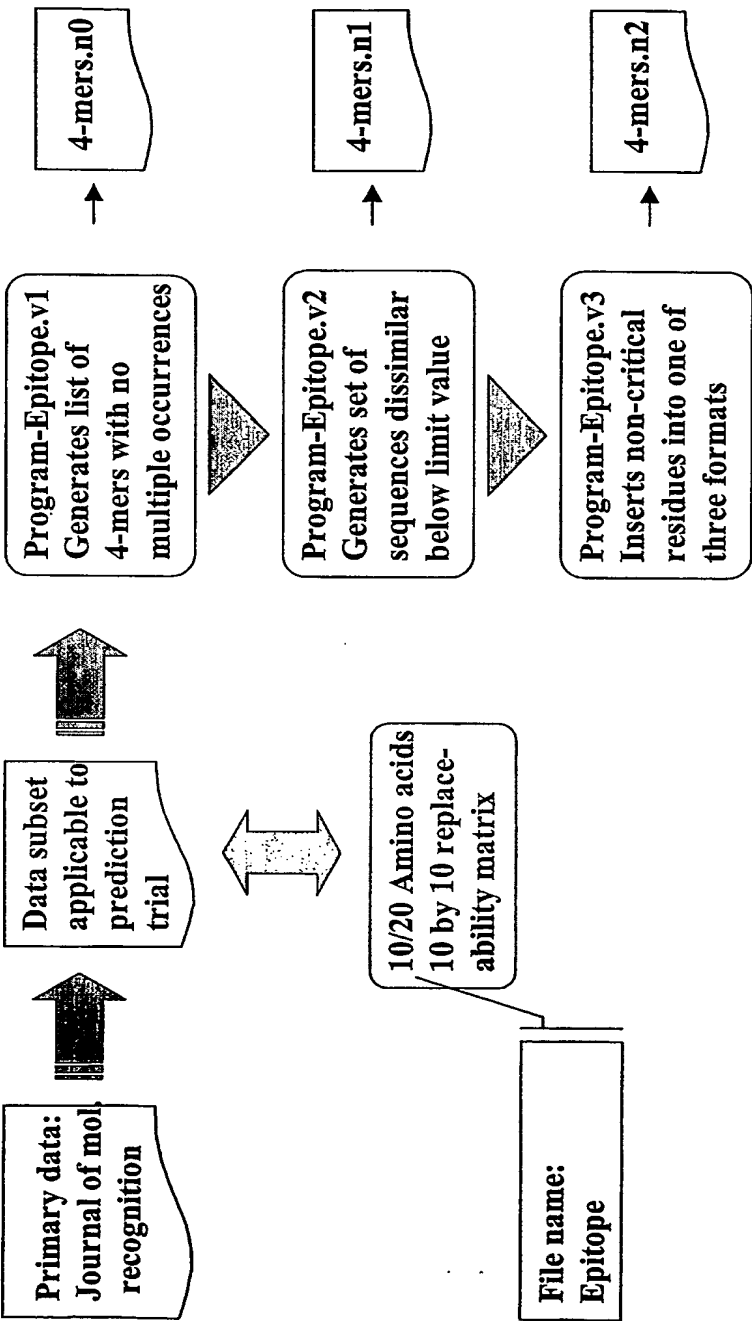 Primary data:
Journal of mol.
recognition
Data subset
applicable to
prediction
trial
Program-Epitope.v1
Generates list of
4-mers with no
multiple occurrences
4-mers.n0
Program-Epitope.v2
Generates set of
sequences dissimilar
below limit value
4-mers.n1
Program-Epitope.v3
Inserts non-critical
residues into one of
three formats
4-mers.n2
10/20 Amino acids
10 by 10 replace-
ability matrix
File name:
Epitope